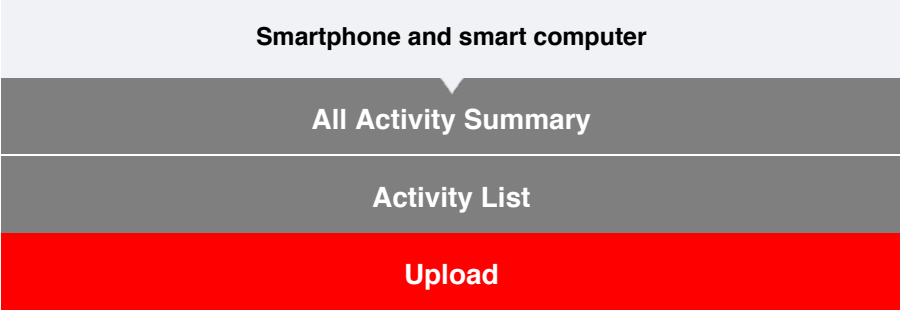 Smartphone and smart computer
All Activity Summary
Activity List
Upload